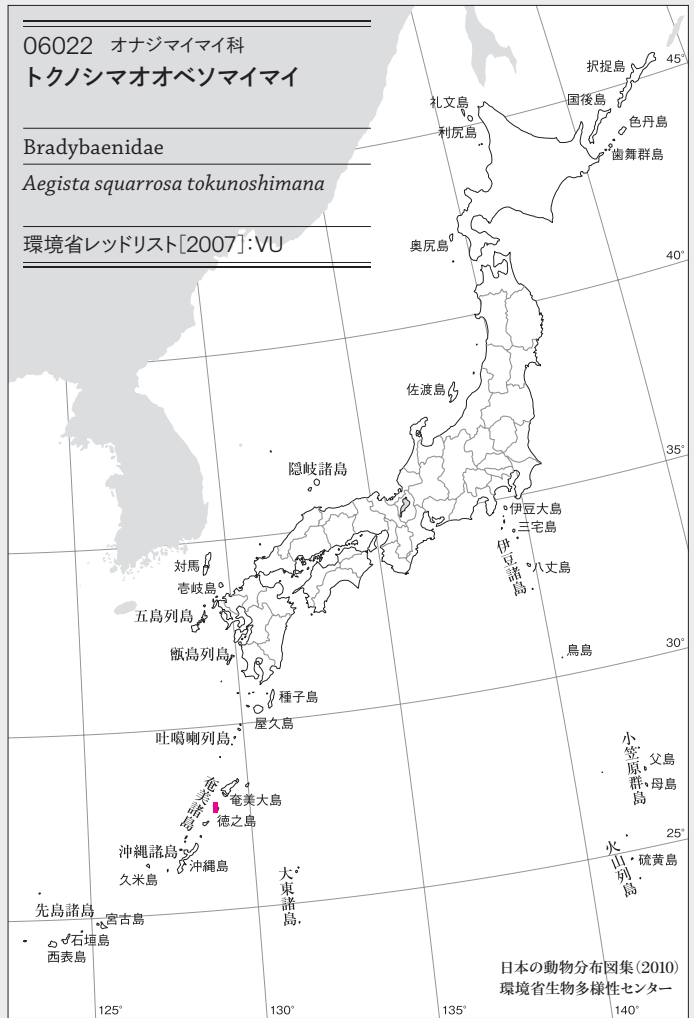 06022 オナジマイマイ科
トクノシマオオベソマイマイ
Bradybaenidae
Aegista squarrosa tokunoshimana
環境省レッドリスト[2007]:VU
択捉島
45°
礼文島
国後島
色丹島
利尻島
歯舞群島
奥尻島
40°
佐渡島
35°
隠岐諸島
伊豆大島
三宅島
伊豆諸島
八丈島
対馬
壱岐島
五島列島
甑島列島
鳥島
30°
種子島
屋久島
吐噶喇列島
小笠原群島
父島
母島
奄美諸島
奄美大島
徳之島
25°
沖縄諸島
沖縄島
久米島
火山列島
硫黄島
大東諸島
先島諸島
宮古島
石垣島
西表島
日本の動物分布図集(2010)
環境省生物多様性センター
125°
130°
135°
140°